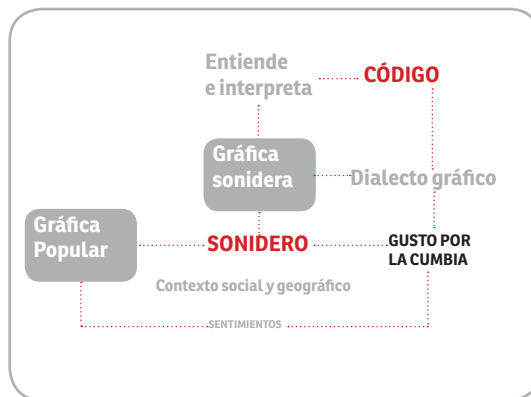 Entiende
e interpreta
CÓDIGO
Gráfica
sonidera
Dialecto gráfico
Gráfica
Popular
SONIDERO
GUSTO POR
LA CUMBIA
Contexto social y geográfico
SENTIMIENTOS